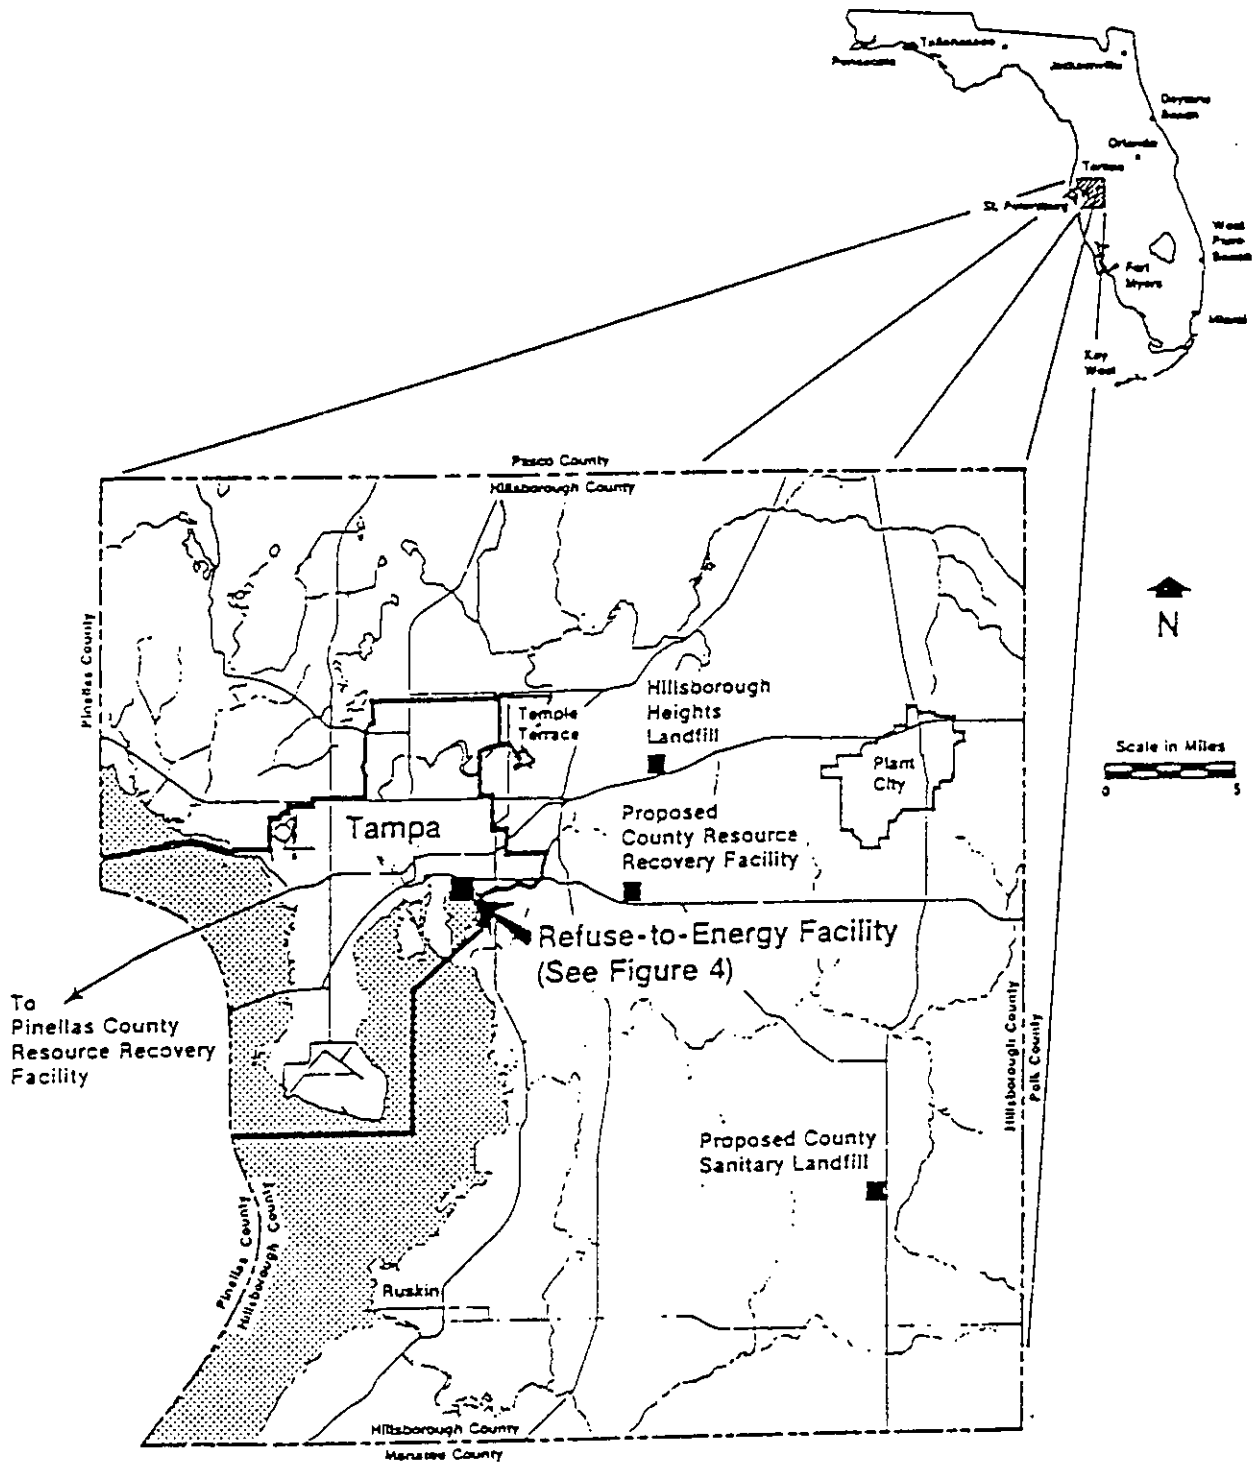 Tallahassee
Pensacola
Jacksonville
Daytona
Beach
Orlando
Tampa
St. Petersburg
West
Palm
Beach
Fort
Myers
Miami
Key
West
Pasco County
Hillsborough County
N
Pinellas County
Hillsborough
Heights
Landfill
Temple
Terrace
Plant
City
Scale in Miles
0 5
Proposed
County Resource
Recovery Facility
Tampa
Refuse-to-Energy Facility
(See Figure 4)
To
Pinellas County
Resource Recovery
Facility
Hillsborough County
Polk County
Proposed County
Sanitary Landfill
Pinellas County
Hillsborough County
Ruskin
Hillsborough County
Manatee County